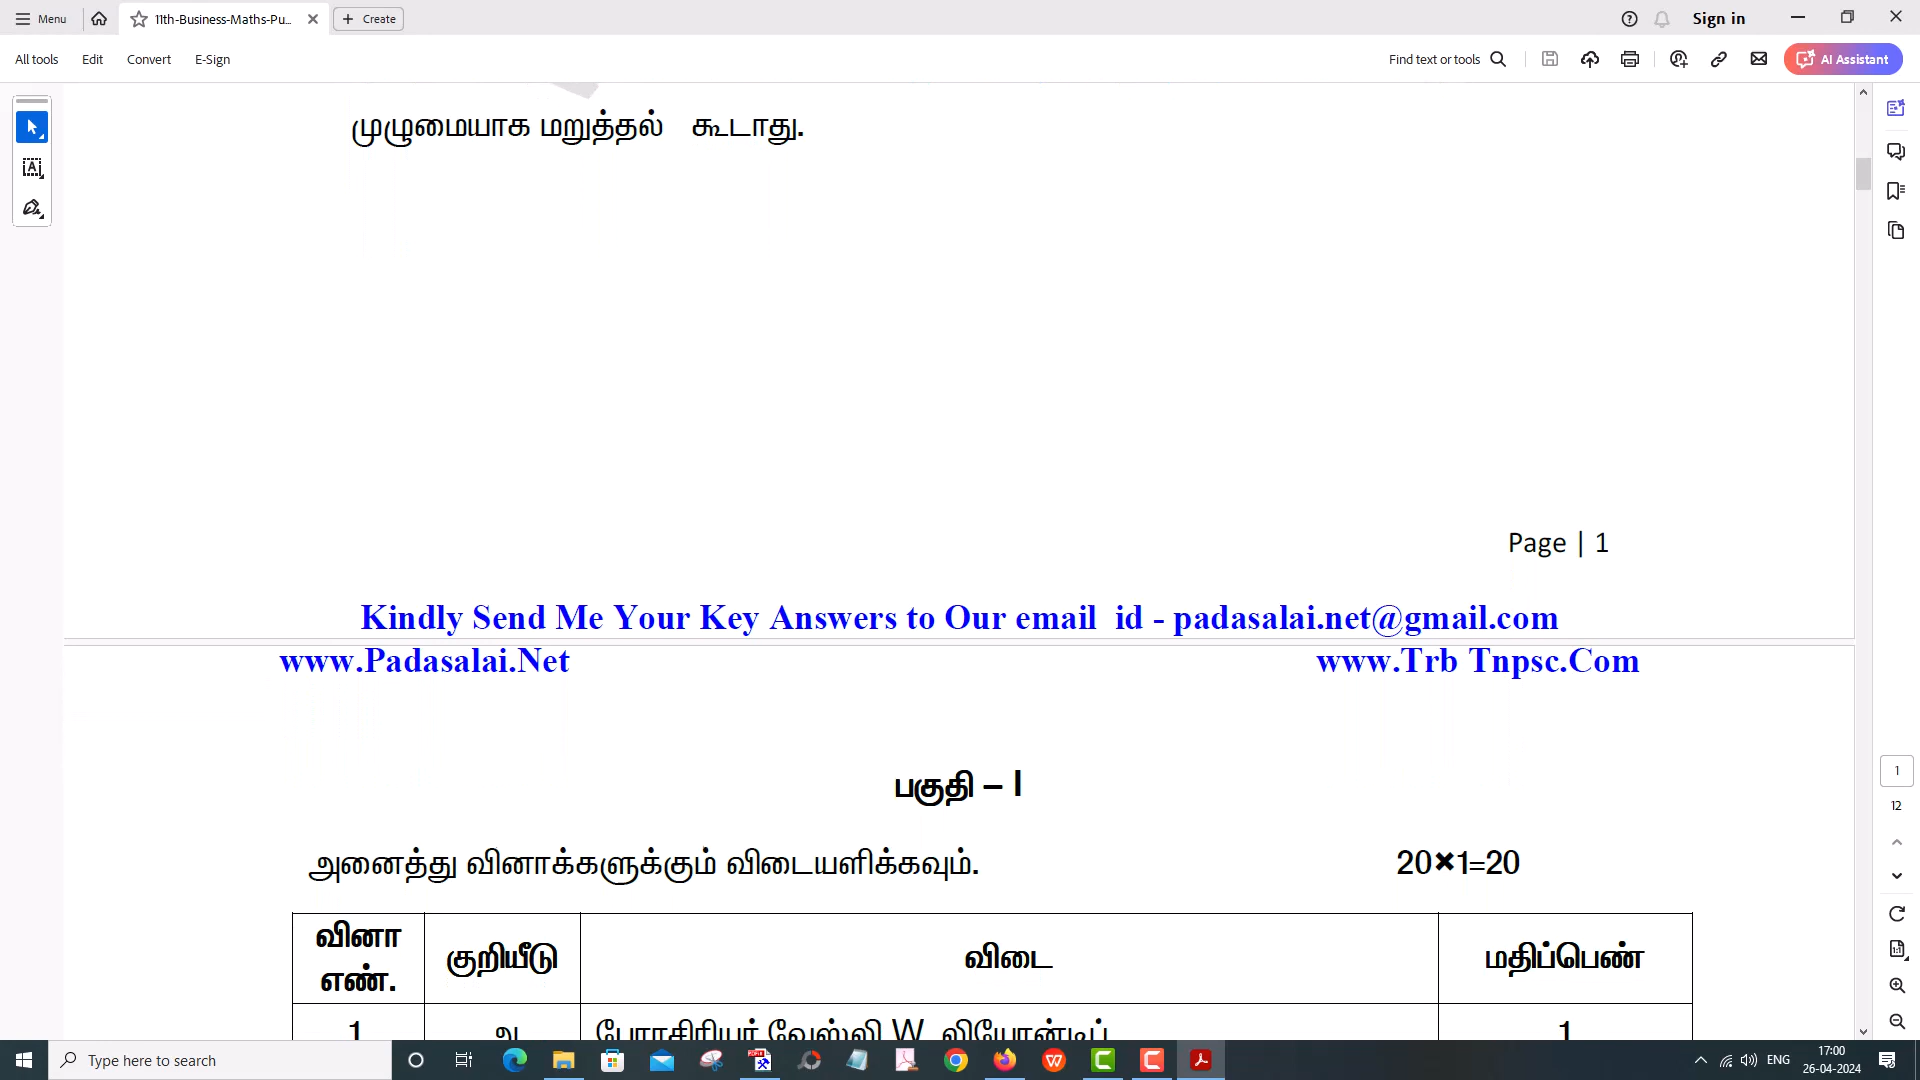 Menu
11th-Business-Maths-Pu...
Create
Sign in
All tools
Edit
Convert
E-Sign
Find text or tools
AI Assistant
முழுமையாக மறுத்தல் கூடாது.
Page | 1
Kindly Send Me Your Key Answers to Our email id - padasalai.net@gmail.com
www.Padasalai.Net
www.Trb Tnpsc.Com
பகுதி – I
அனைத்து வினாக்களுக்கும் விடையளிக்கவும்.
20✖1=20
வினா எண்.
குறியீடு
விடை
மதிப்பெண்
1
பேராசிரியர் வேஸ்லி W. லியோன்டிப்
1
1
12
Type here to search
ENG
17:00
26-04-2024